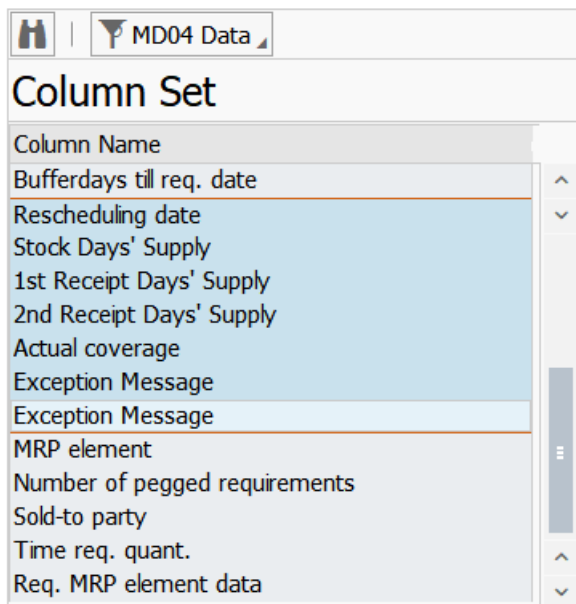 MD04 Data
Column Set
Column Name
Bufferdays till req. date
Rescheduling date
Stock Days' Supply
1st Receipt Days' Supply
2nd Receipt Days' Supply
Actual coverage
Exception Message
Exception Message
MRP element
Number of pegged requirements
Sold-to party
Time req. quant.
Req. MRP element data